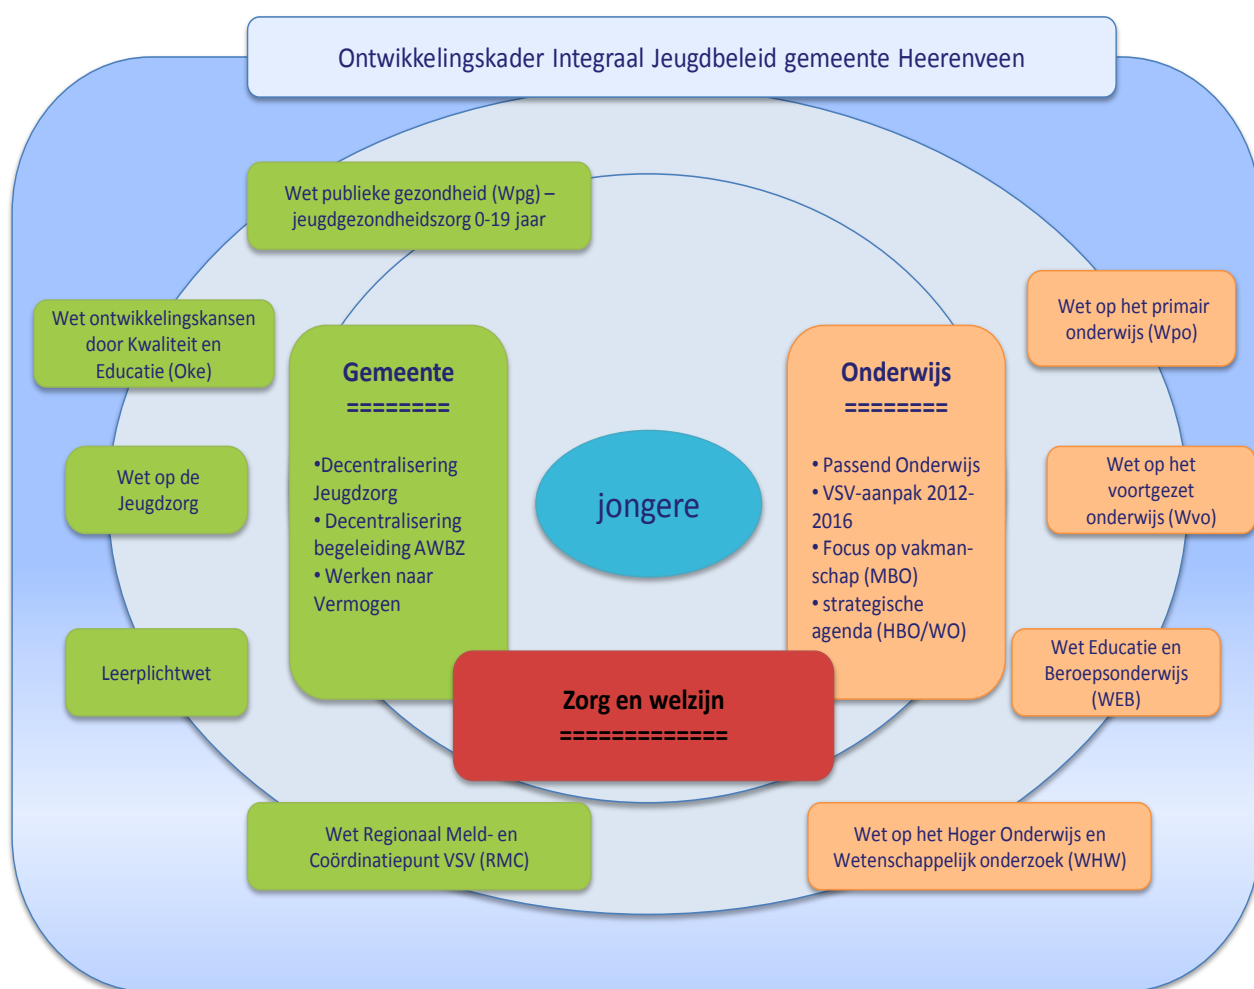 Ontwikkelingskader Integraal Jeugdbeleid gemeente Heerenveen
Wet publieke gezondheid (Wpg) –
jeugdgezondheidszorg 0-19 jaar
Wet ontwikkelingskansen
door Kwaliteit en
Educatie (Oke)
Wet op de
Jeugdzorg
Leerplichtwet
Wet Regionaal Meld- en
Coördinatiepunt VSV (RMC)
Gemeente
========
•Decentralisering
Jeugdzorg
• Decentralisering
begeleiding AWBZ
• Werken naar
Vermogen
jongere
Onderwijs
========
• Passend Onderwijs
• VSV-aanpak 2012-
2016
• Focus op vakman-
schap (MBO)
• strategische
agenda (HBO/WO)
Zorg en welzijn
=============
Wet op het primair
onderwijs (Wpo)
Wet op het
voortgezet
onderwijs (Wvo)
Wet Educatie en
Beroepsonderwijs
(WEB)
Wet op het Hoger Onderwijs en
Wetenschappelijk onderzoek (WHW)